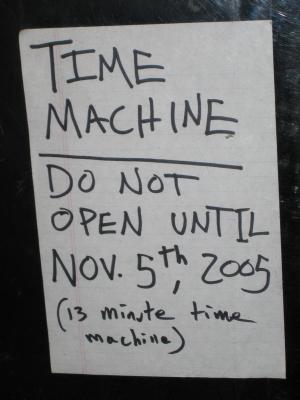 TIME
MACHINE
DO NOT
OPEN UNTIL
NOV. 5th, 2005
(13 minute time
machine)